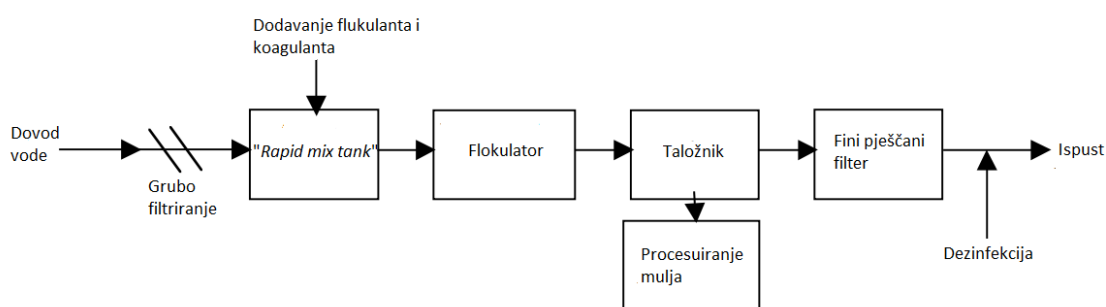 Dodavanje flukulanta i
koagulanta
Dovod
vode
Grubo
filtriranje
"Rapid mix tank"
Flokulator
Taložnik
Fini pješčani
filter
Ispust
Procesuiranje
mulja
Dezinfekcija